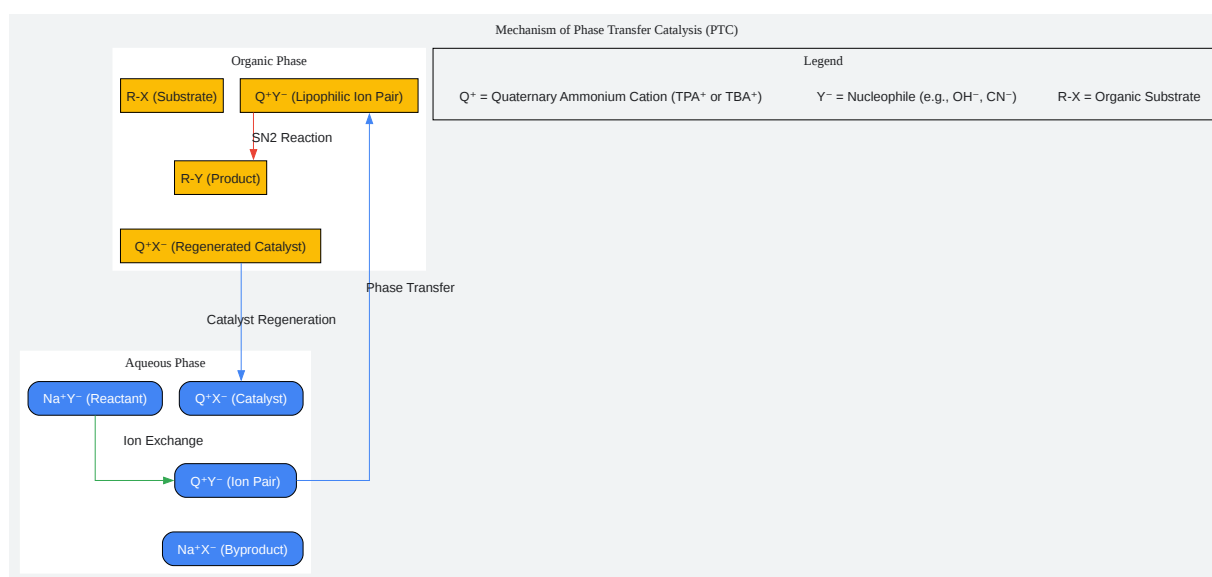 Mechanism of Phase Transfer Catalysis (PTC)
Organic Phase
Legend
R-X (Substrate)
Q⁺Y⁻ (Lipophilic Ion Pair)
Q⁺ = Quaternary Ammonium Cation (TPA⁺ or TBA⁺)
Y⁻ = Nucleophile (e.g., OH⁻, CN⁻)
R-X = Organic Substrate
SN2 Reaction
R-Y (Product)
Q⁺X⁻ (Regenerated Catalyst)
Phase Transfer
Catalyst Regeneration
Aqueous Phase
Na⁺Y⁻ (Reactant)
Q⁺X⁻ (Catalyst)
Ion Exchange
Q⁺Y⁻ (Ion Pair)
Na⁺X⁻ (Byproduct)